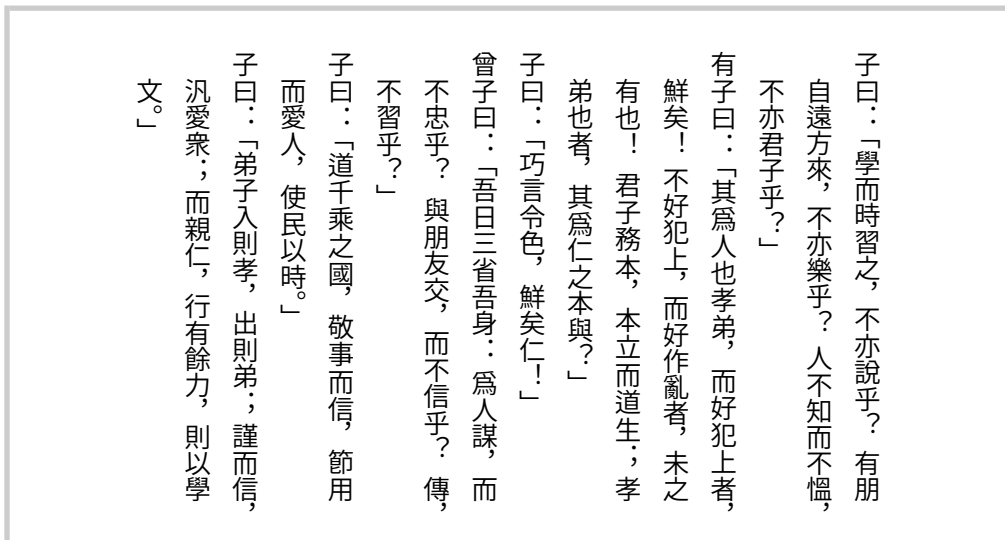 子曰：「學而時習之，不亦說乎？有朋
自遠方來，不亦樂乎？人不知而不慍，
不亦君子乎？」
有子曰：「其爲人也孝弟，而好犯上者，
鮮矣！不好犯上，而好作亂者，未之
有也！君子務本，本立而道生；孝
弟也者，其爲仁之本與？」
子曰：「巧言令色，鮮矣仁！」
曾子曰：「吾日三省吾身：爲人謀，而
不忠乎？與朋友交，而不信乎？傳，
不習乎？」
子曰：「道千乘之國，敬事而信，節用
而愛人，使民以時。」
子曰：「弟子入則孝，出則弟；謹而信，
汎愛衆；而親仁，行有餘力，則以學
文。」